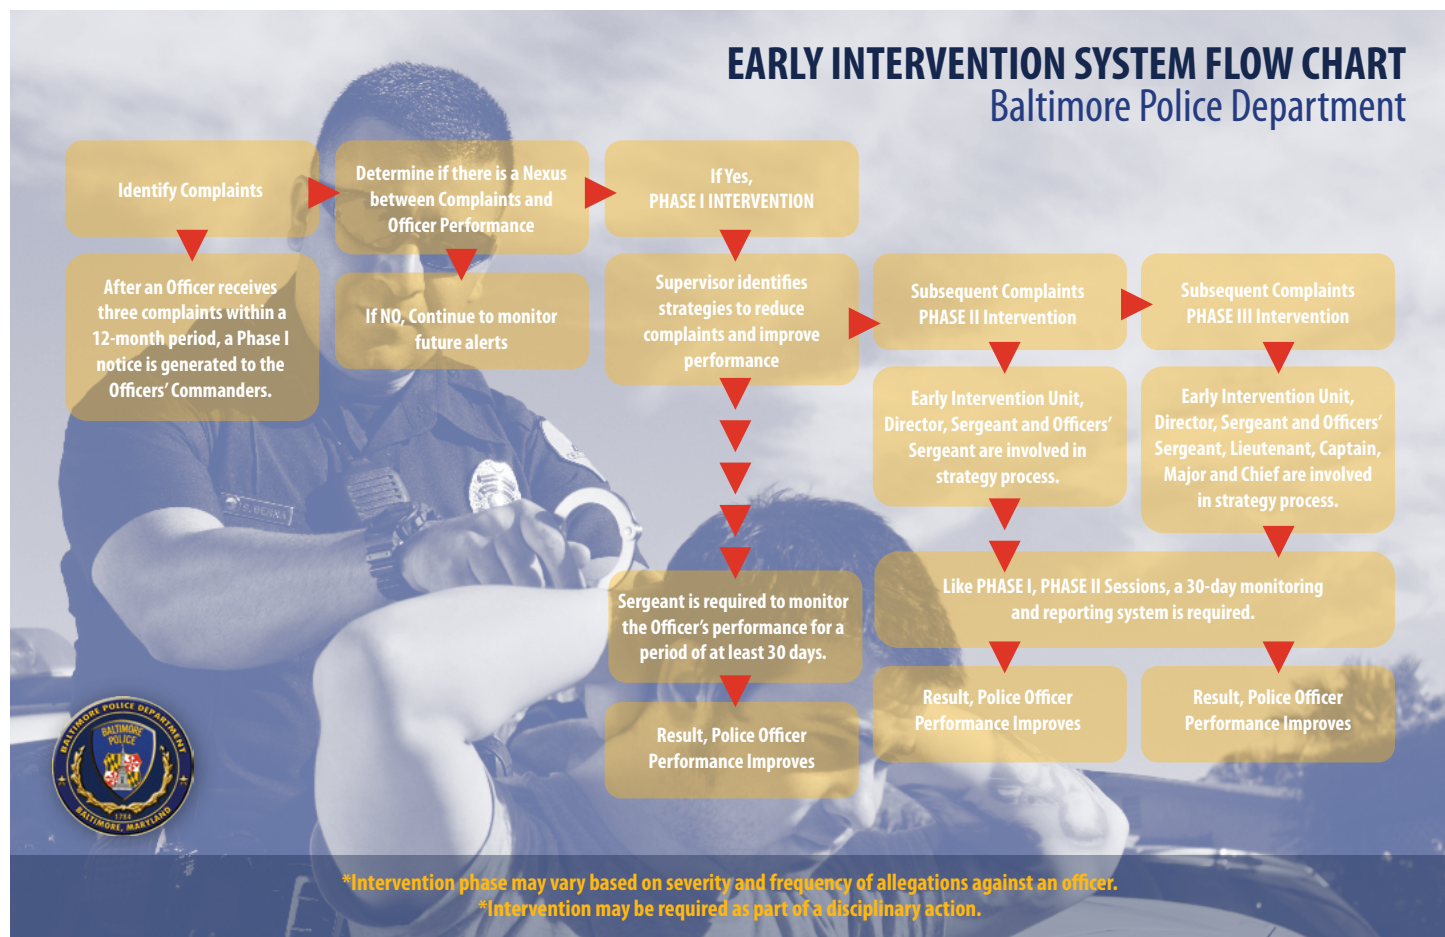 EARLY INTERVENTION SYSTEM FLOW CHART
Baltimore Police Department
Identify Complaints
Determine if there is a Nexus
between Complaints and
Officer Performance
If Yes,
PHASE I INTERVENTION
After an Officer receives
three complaints within a
12-month period, a Phase I
notice is generated to the
Officers’ Commanders.
If NO, Continue to monitor
future alerts
Supervisor identifies
strategies to reduce
complaints and improve
performance
Subsequent Complaints
PHASE II Intervention
Subsequent Complaints
PHASE III Intervention
Early Intervention Unit,
Director, Sergeant and Officers’
Sergeant are involved in
strategy process.
Early Intervention Unit,
Director, Sergeant and Officers’
Sergeant, Lieutenant, Captain,
Major and Chief are involved
in strategy process.
Like PHASE I, PHASE II Sessions, a 30-day monitoring
and reporting system is required.
Sergeant is required to monitor
the Officer’s performance for a
period of at least 30 days.
Result, Police Officer
Performance Improves
Result, Police Officer
Performance Improves
Result, Police Officer
Performance Improves
BALTIMORE POLICE DEPARTMENT
BALTIMORE
POLICE
1784
BALTIMORE, MARYLAND
*Intervention phase may vary based on severity and frequency of allegations against an officer.
*Intervention may be required as part of a disciplinary action.